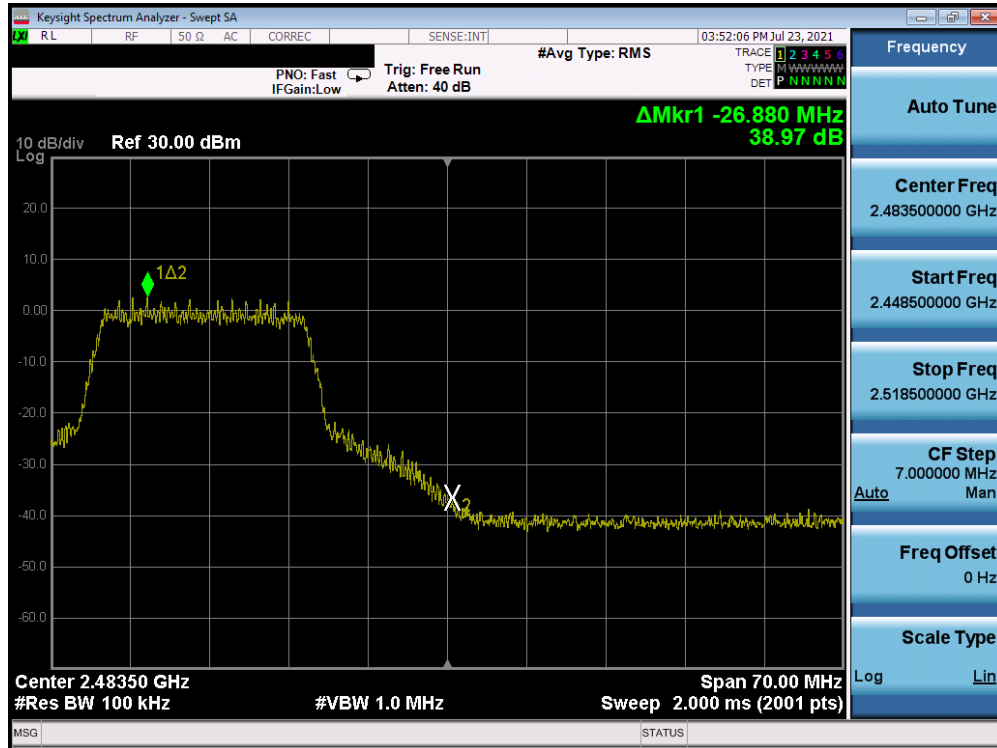 Keysight Spectrum Analyzer - Swept SA
LXI RL RF 50 Ω AC CORREC SENSE:INT 03:52:06 PM Jul 23, 2021
Frequency
#Avg Type: RMS
TRACE 1 2 3 4 5 6
PNO: Fast Trig: Free Run TYPE M WWWWW
IFGain:Low Atten: 40 dB DET P N N N N N
Auto Tune
ΔMkr1 -26.880 MHz
10 dB/div Ref 30.00 dBm 38.97 dB
Log
Center Freq
2.483500000 GHz
20.0
10.0
1Δ2
Start Freq
2.448500000 GHz
0.00
-10.0
Stop Freq
2.518500000 GHz
-20.0
-30.0
CF Step
7.000000 MHz
Auto Man
X2
-40.0
-50.0
Freq Offset
0 Hz
-60.0
Scale Type
Log Lin
Center 2.48350 GHz Span 70.00 MHz
#Res BW 100 kHz #VBW 1.0 MHz Sweep 2.000 ms (2001 pts)
MSG STATUS